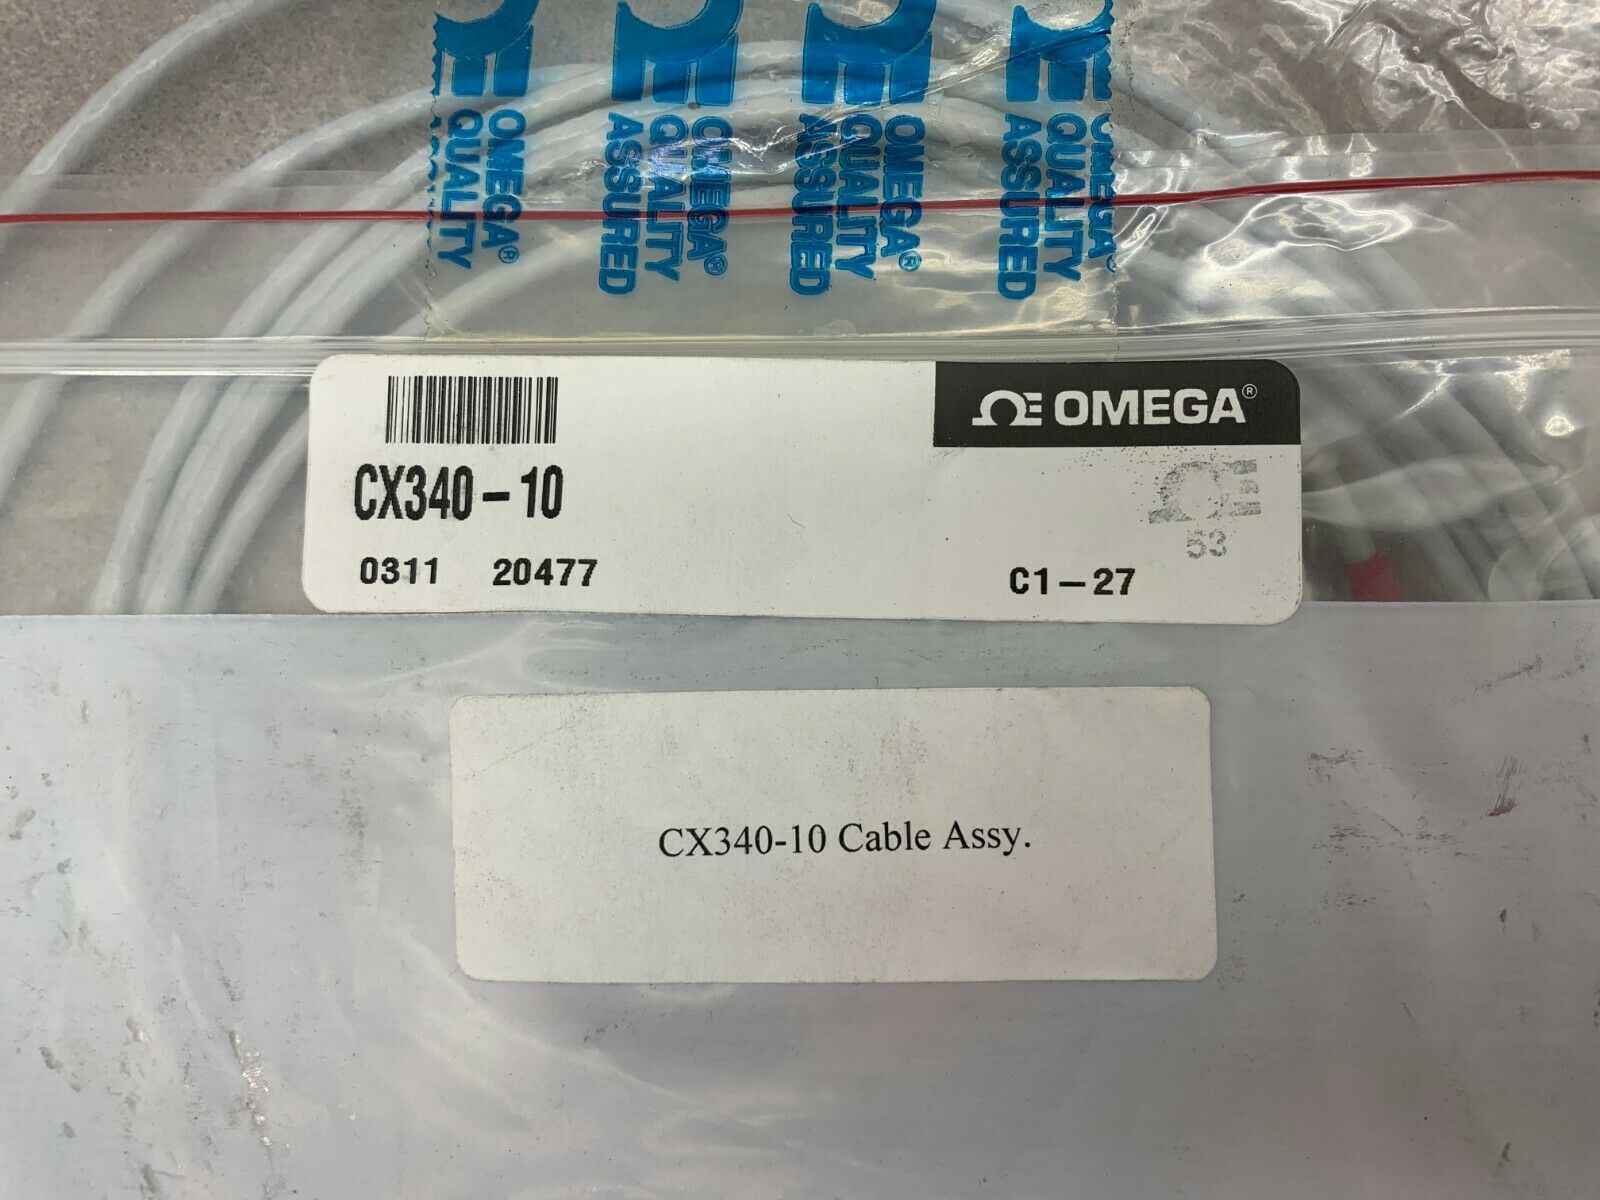 OMEGA®
QUALITY
OMEGA®
QUALITY
ASSURED
OMEGA®
QUALITY
ASSURED
OMEGA
QUALITY
ASSURED
OMEGA®
CX340-10
53
0311 20477 C1-27
CX340-10 Cable Assy.